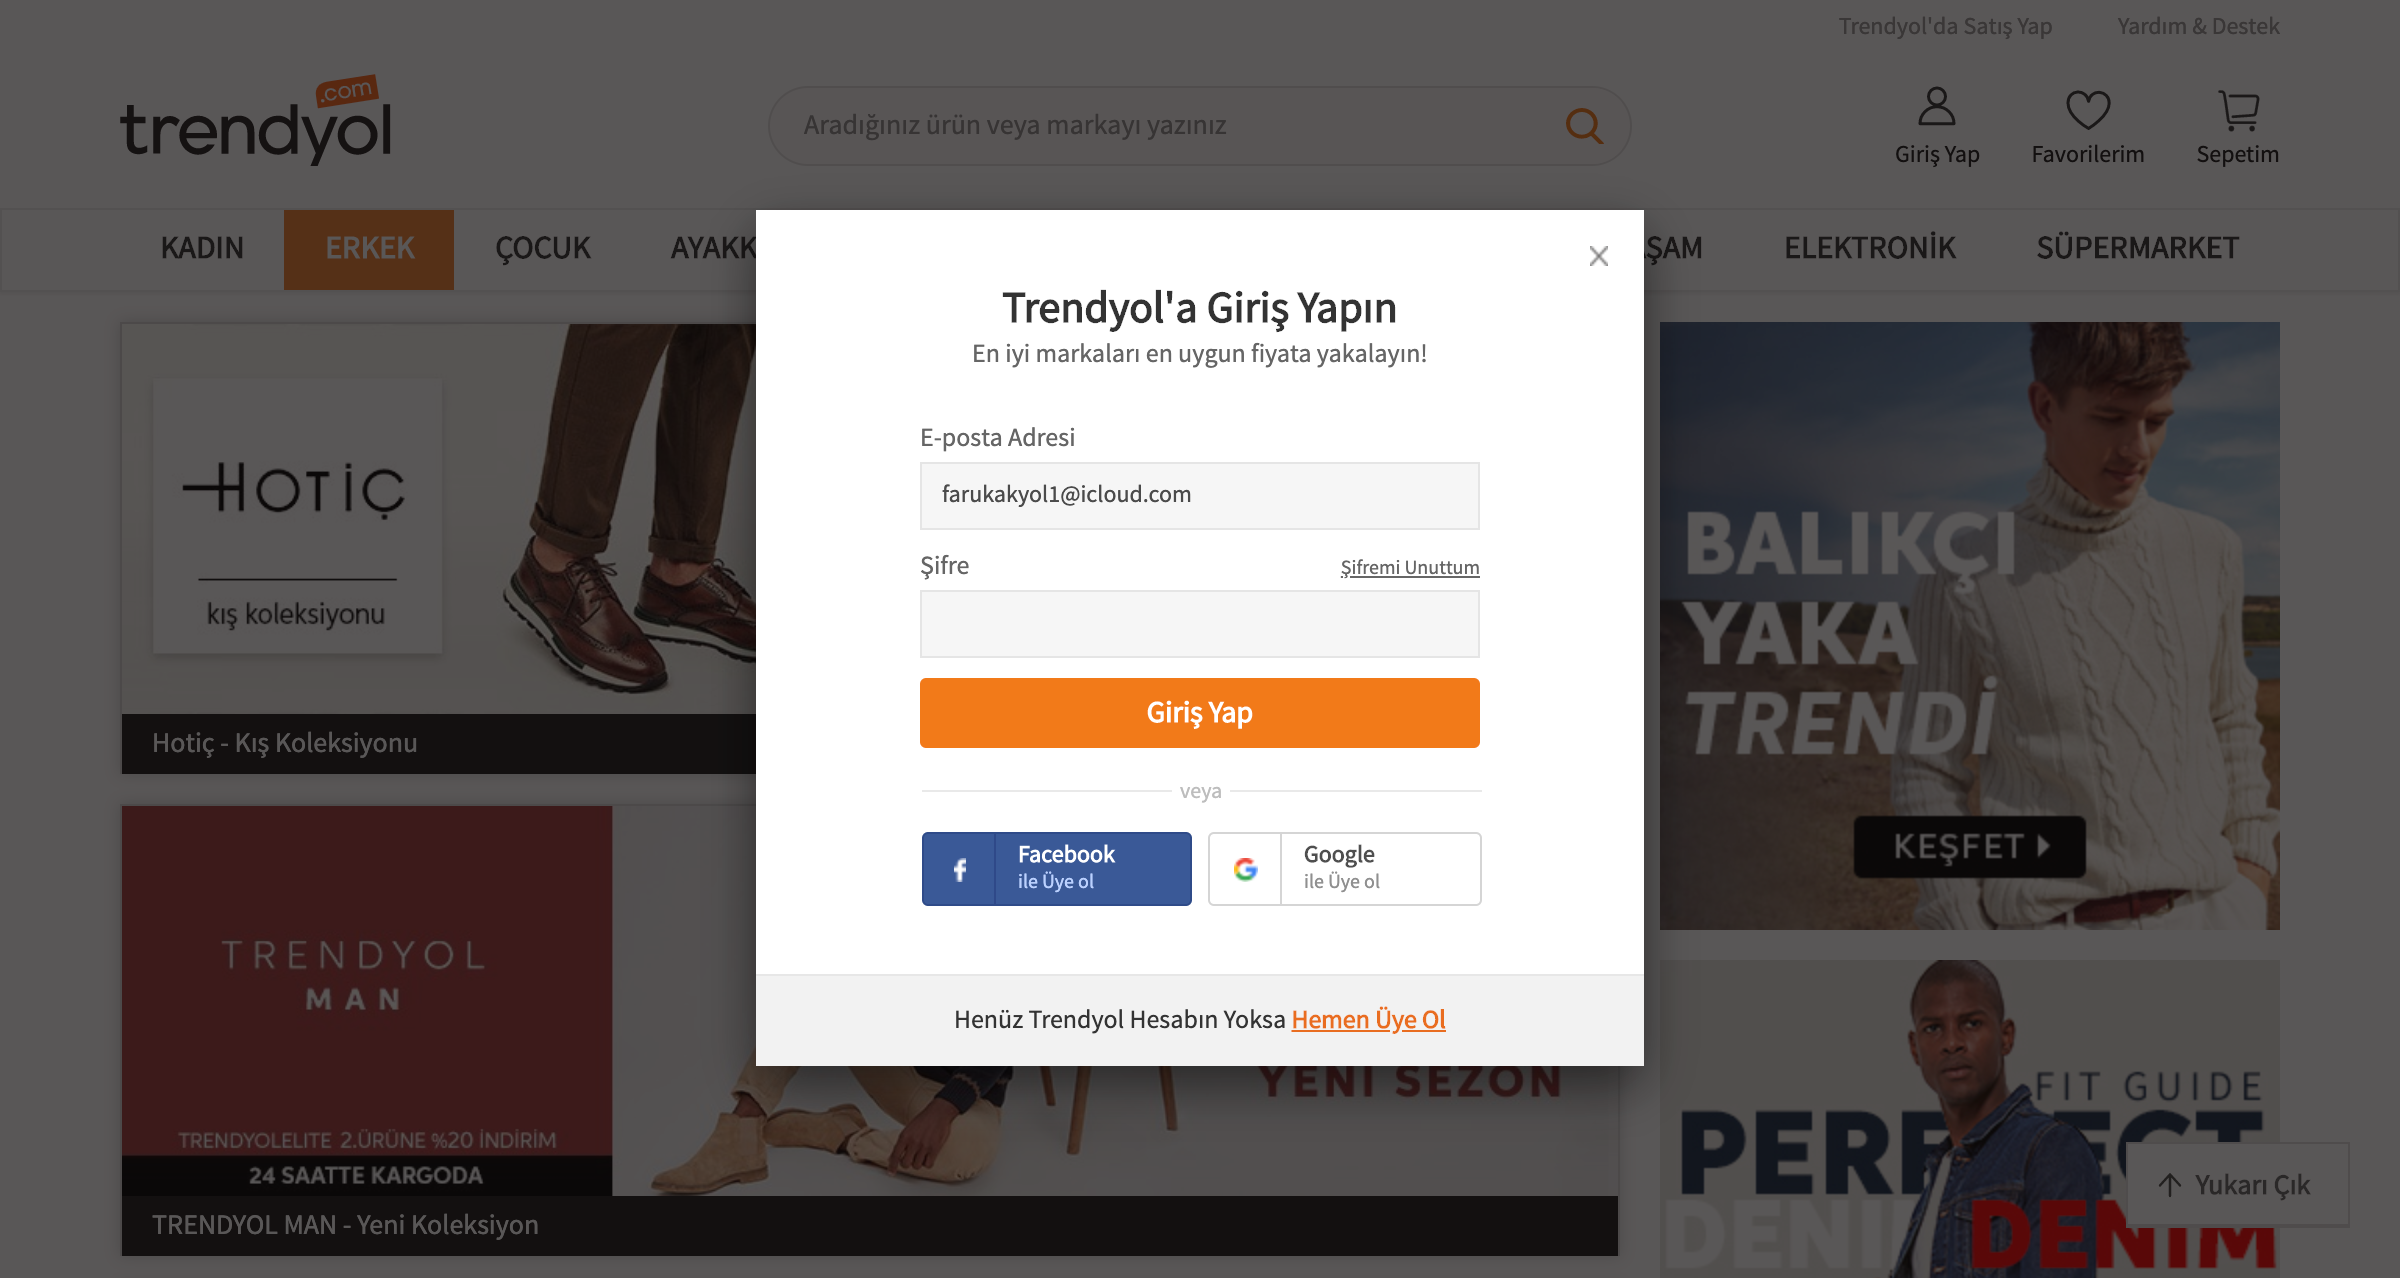 Trendyol'da Satış Yap
Yardım & Destek
trendyol
.com
Aradığınız ürün veya markayı yazınız
Giriş Yap
Favorilerim
Sepetim
KADIN
ERKEK
ÇOCUK
AYAKK
ŞAM
ELEKTRONİK
SÜPERMARKET
Trendyol'a Giriş Yapın
En iyi markaları en uygun fiyata yakalayın!
E-posta Adresi
farukakyol1@icloud.com
Şifre
Şifremi Unuttum
Giriş Yap
veya
f
Facebook
ile Üye ol
G
Google
ile Üye ol
Henüz Trendyol Hesabın Yoksa Hemen Üye Ol
HOTİÇ
kış koleksiyonu
Hotiç - Kış Koleksiyonu
TRENDYOL
MAN
TRENDYOLELITE 2.ÜRÜNE %20 İNDİRİM
24 SAATTE KARGODA
YENİ SEZON
TRENDYOL MAN - Yeni Koleksiyon
BALIKÇI
YAKA
TRENDİ
KEŞFET
FIT GUIDE
PERFECT
DENIM
Yukarı Çık